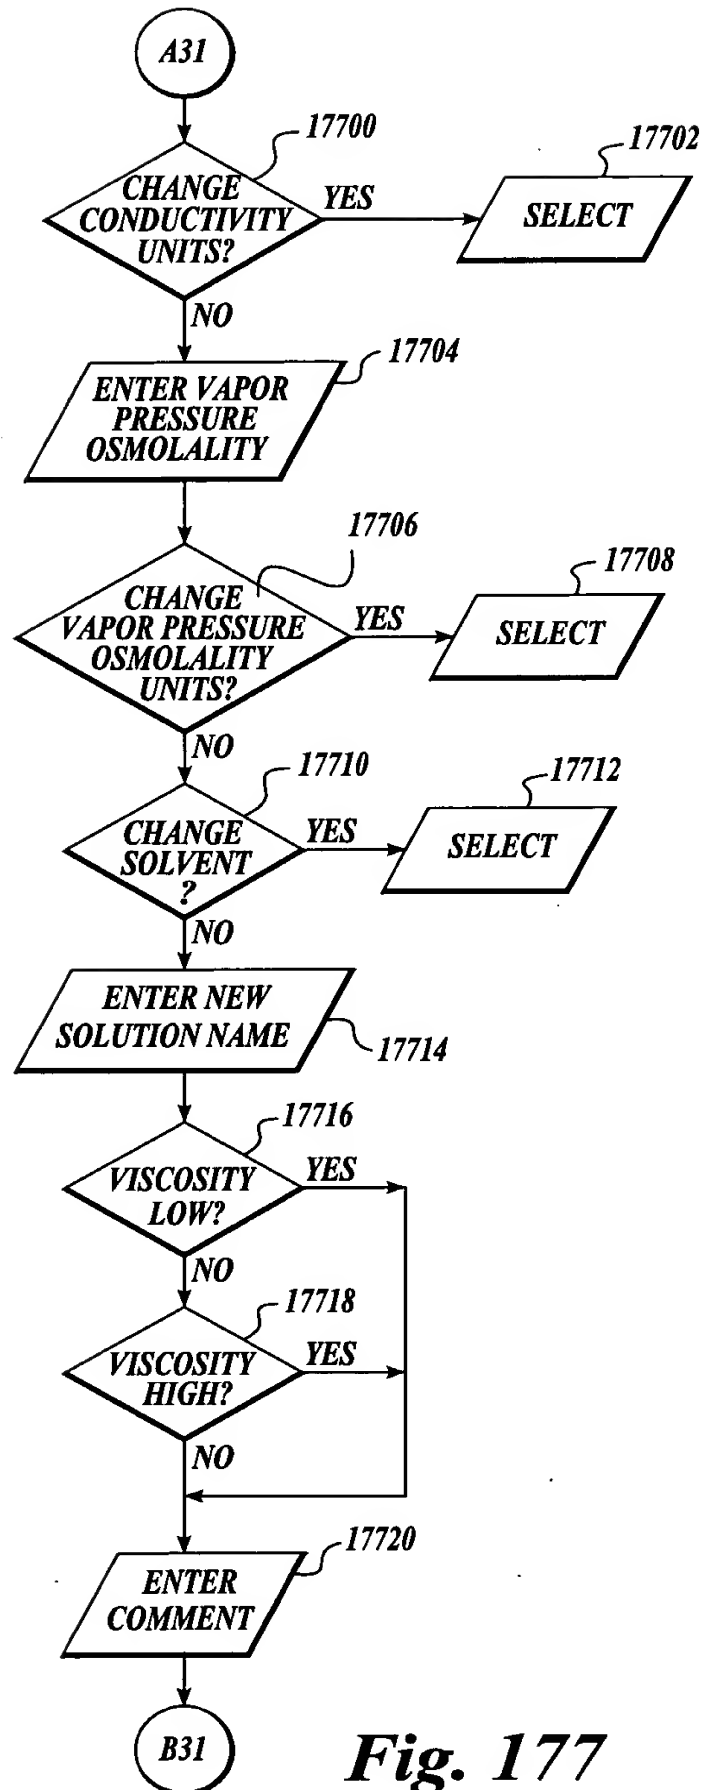 A31
17700
CHANGE
CONDUCTIVITY
UNITS?
YES
17702
SELECT
NO
17704
ENTER VAPOR
PRESSURE
OSMOLALITY
17706
CHANGE
VAPOR PRESSURE
OSMOLALITY
UNITS?
YES
17708
SELECT
NO
17710
CHANGE
SOLVENT
?
YES
17712
SELECT
NO
ENTER NEW
SOLUTION NAME
17714
17716
VISCOSITY
LOW?
YES
NO
17718
VISCOSITY
HIGH?
YES
NO
17720
ENTER
COMMENT
B31
Fig. 177